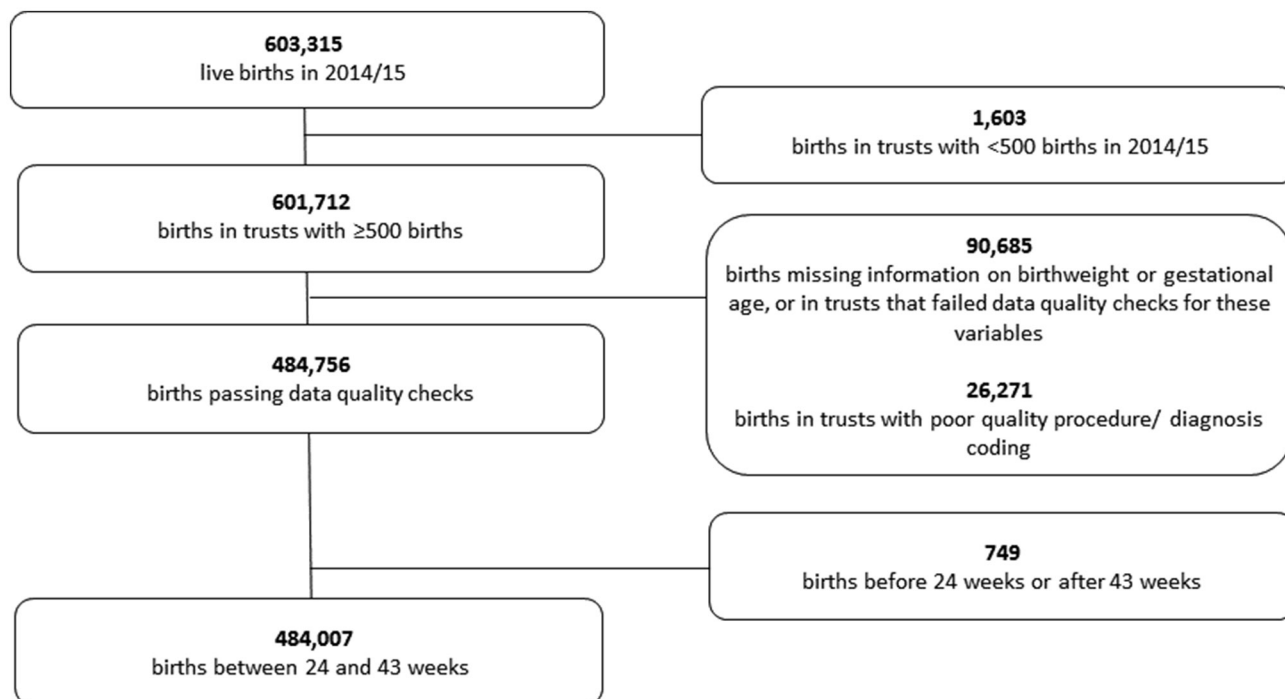 603,315
live births in 2014/15
1,603
births in trusts with <500 births in 2014/15
601,712
births in trusts with ≥500 births
90,685
births missing information on birthweight or gestational
age, or in trusts that failed data quality checks for these
variables
26,271
births in trusts with poor quality procedure/ diagnosis
coding
484,756
births passing data quality checks
749
births before 24 weeks or after 43 weeks
484,007
births between 24 and 43 weeks